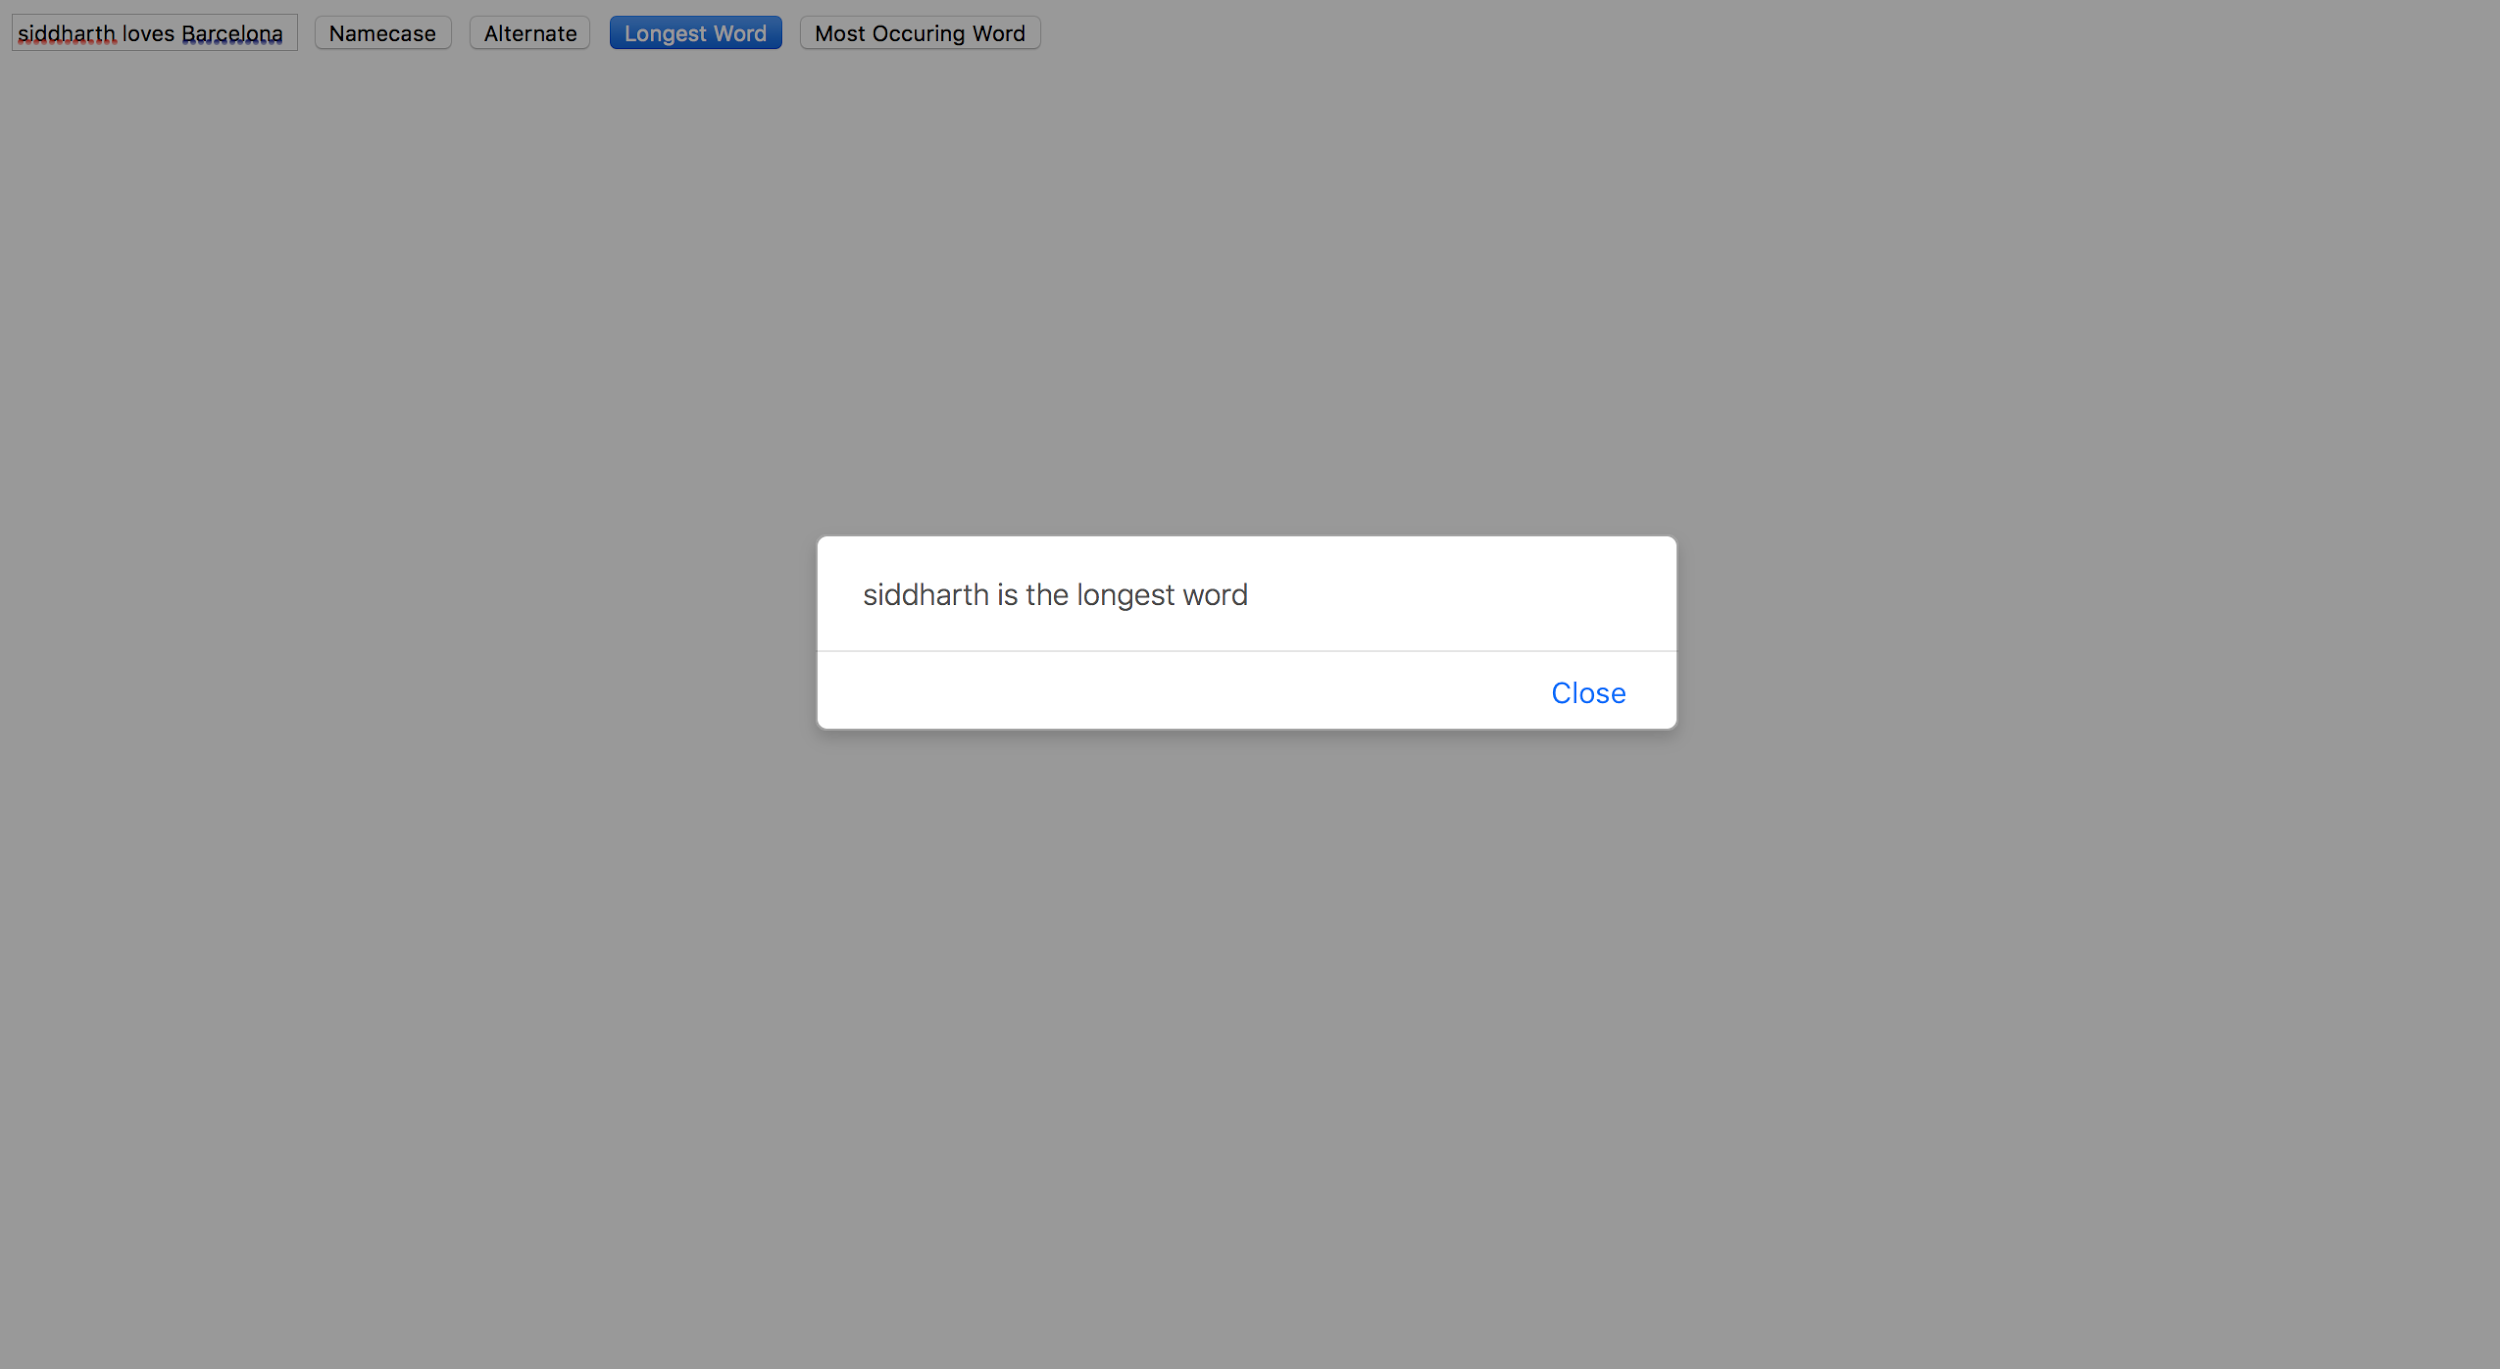 siddharth loves Barcelona Namecase Alternate Longest Word Most Occuring Word
siddharth is the longest word
Close